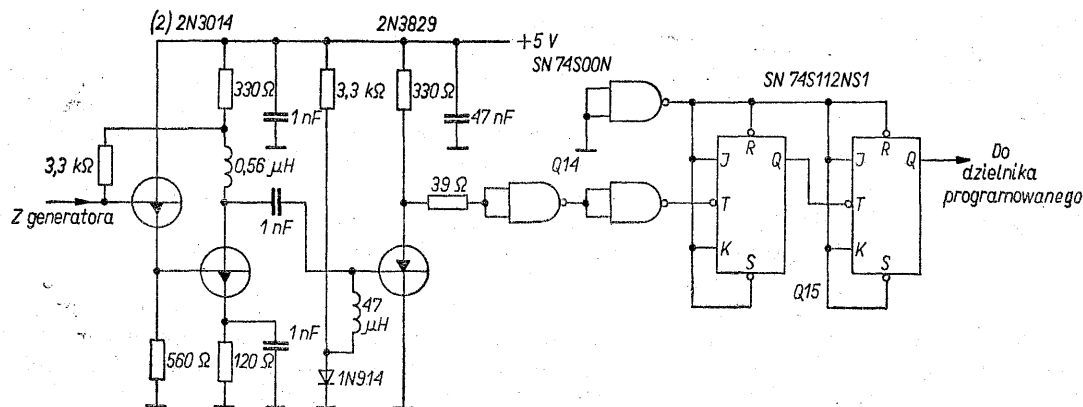 (2) 2N3014
2N3829
+5 V
SN 74S00N
SN 74S112NS1
330 Ω
1 nF
3,3 kΩ
330 Ω
47 nF
3,3 kΩ
0,56 μH
Z generatora
1 nF
39 Ω
Q14
J
R
Q
T
K
S
J
R
Q
T
K
S
Do
dzielnika
programowanego
Q15
560 Ω
120 Ω
1 nF
47
μH
1N914